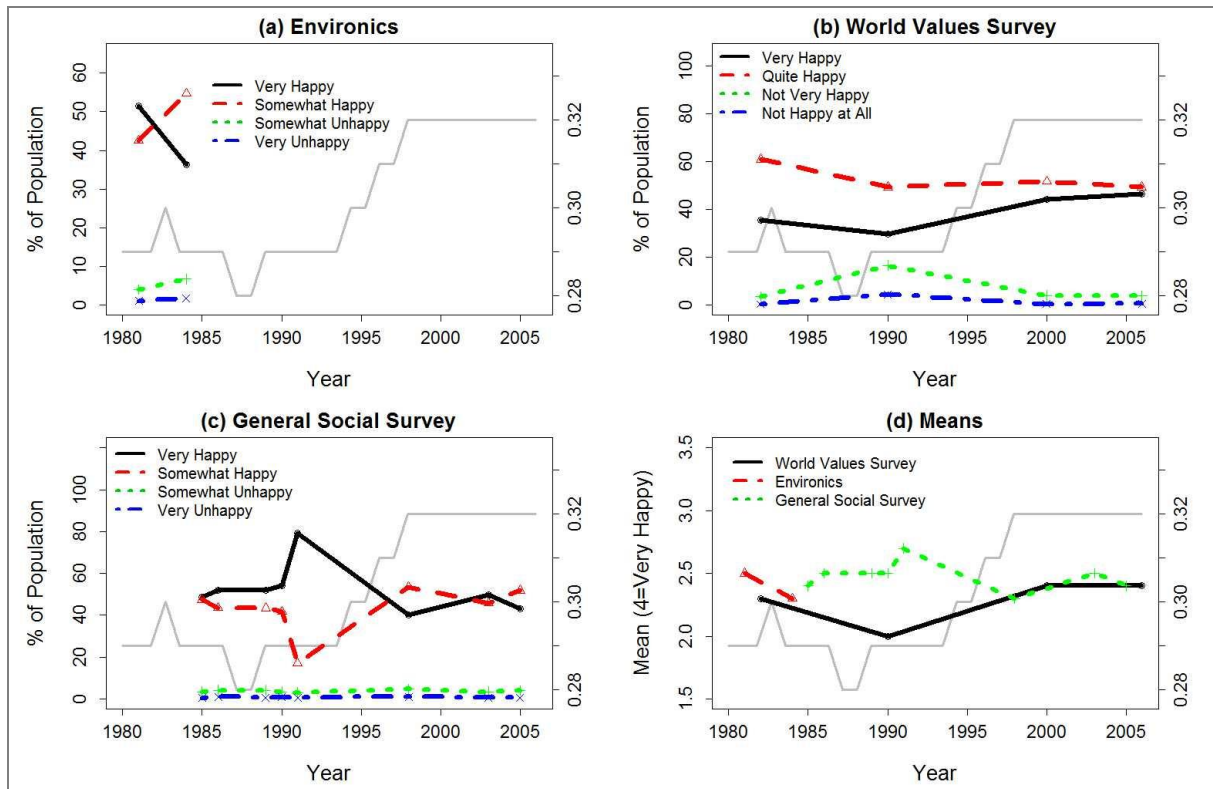 (a) Environics
% of Population
60
50
40
30
20
10
0
Very Happy
Somewhat Happy
Somewhat Unhappy
Very Unhappy
0.32
0.30
0.28
1980 1985 1990 1995 2000 2005
Year
(b) World Values Survey
% of Population
100
80
60
40
20
0
Very Happy
Quite Happy
Not Very Happy
Not Happy at All
0.32
0.30
0.28
1980 1985 1990 1995 2000 2005
Year
(c) General Social Survey
% of Population
100
80
60
40
20
0
Very Happy
Somewhat Happy
Somewhat Unhappy
Very Unhappy
0.32
0.30
0.28
1980 1985 1990 1995 2000 2005
Year
(d) Means
Mean (4=Very Happy)
3.5
3.0
2.5
2.0
1.5
World Values Survey
Environics
General Social Survey
0.32
0.30
0.28
1980 1985 1990 1995 2000 2005
Year